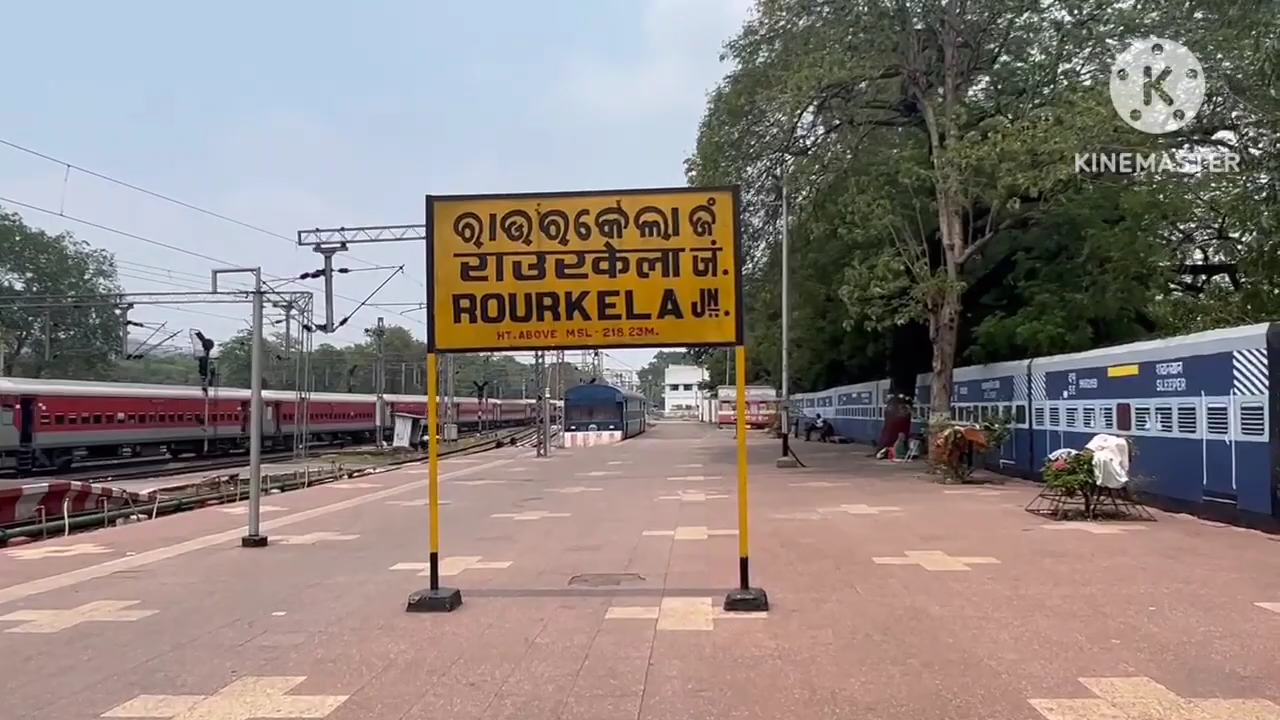 ରାଉରକେଲା ଜଂ
राउरकेला जं.
ROURKELA JN.
HT. ABOVE MSL - 218.23M.
K
KINEMASTER
SLEEPER